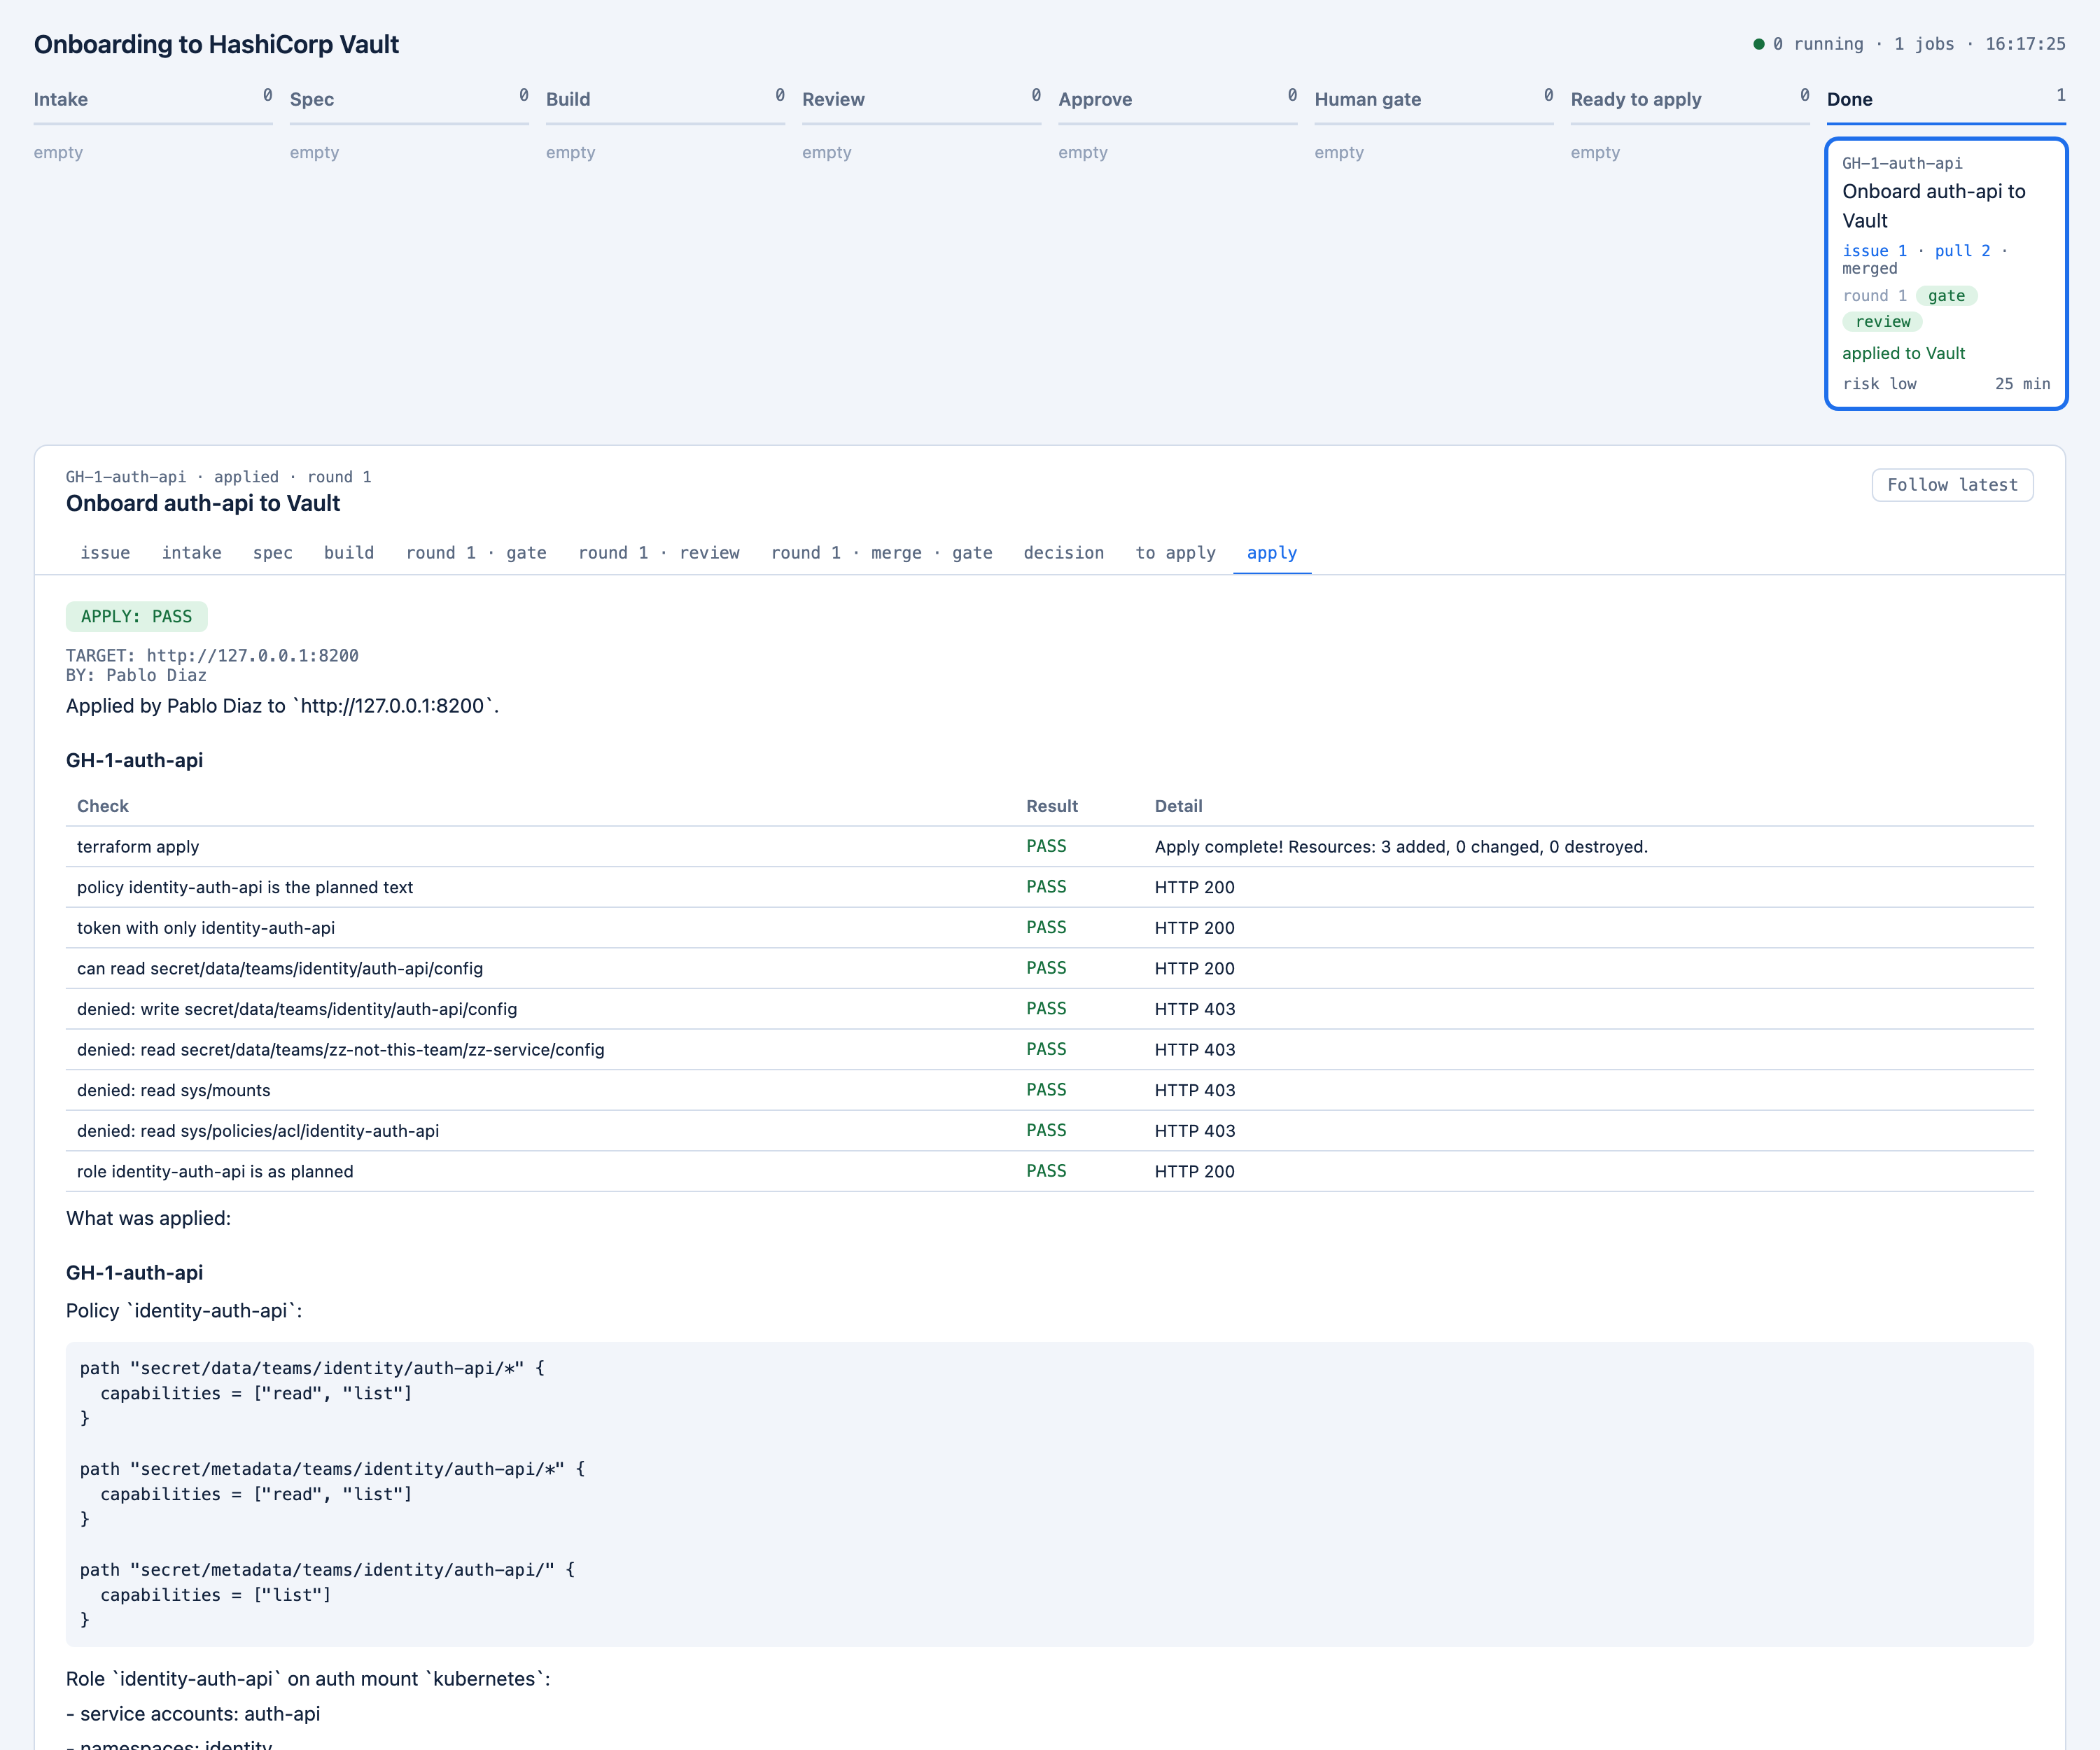 Onboarding to HashiCorp Vault
0 running · 1 jobs · 16:17:25
Intake 0
Spec 0
Build 0
Review 0
Approve 0
Human gate 0
Ready to apply 0
Done 1
empty
empty
empty
empty
empty
empty
empty
GH-1-auth-api
Onboard auth-api to
Vault
issue 1 · pull 2 ·
merged
round 1 gate
review
applied to Vault
risk low 25 min
GH-1-auth-api · applied · round 1
Onboard auth-api to Vault
Follow latest
issue intake spec build round 1 · gate round 1 · review round 1 · merge · gate decision to apply apply
APPLY: PASS
TARGET: http://127.0.0.1:8200
BY: Pablo Diaz
Applied by Pablo Diaz to `http://127.0.0.1:8200`.
GH-1-auth-api
Check Result Detail
terraform apply PASS Apply complete! Resources: 3 added, 0 changed, 0 destroyed.
policy identity-auth-api is the planned text PASS HTTP 200
token with only identity-auth-api PASS HTTP 200
can read secret/data/teams/identity/auth-api/config PASS HTTP 200
denied: write secret/data/teams/identity/auth-api/config PASS HTTP 403
denied: read secret/data/teams/zz-not-this-team/zz-service/config PASS HTTP 403
denied: read sys/mounts PASS HTTP 403
denied: read sys/policies/acl/identity-auth-api PASS HTTP 403
role identity-auth-api is as planned PASS HTTP 200
What was applied:
GH-1-auth-api
Policy `identity-auth-api`:
path "secret/data/teams/identity/auth-api/*" {
  capabilities = ["read", "list"]
}
path "secret/metadata/teams/identity/auth-api/*" {
  capabilities = ["read", "list"]
}
path "secret/metadata/teams/identity/auth-api/" {
  capabilities = ["list"]
}
Role `identity-auth-api` on auth mount `kubernetes`:
- service accounts: auth-api
- namespaces: identity